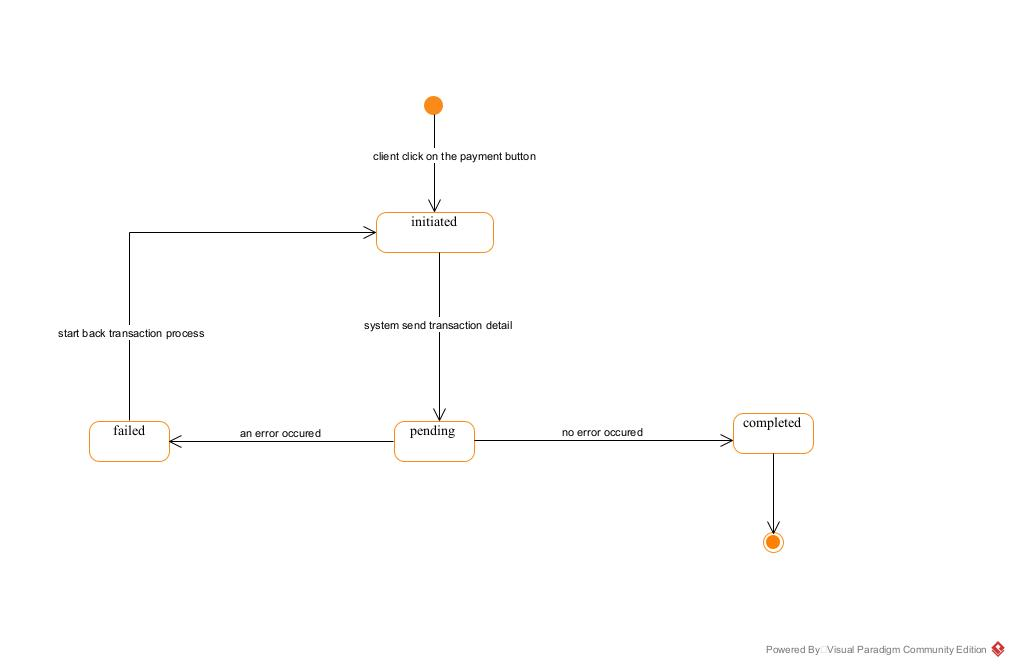 client click on the payment button
initiated
system send transaction detail
start back transaction process
failed
an error occured
pending
no error occured
completed
Powered By Visual Paradigm Community Edition